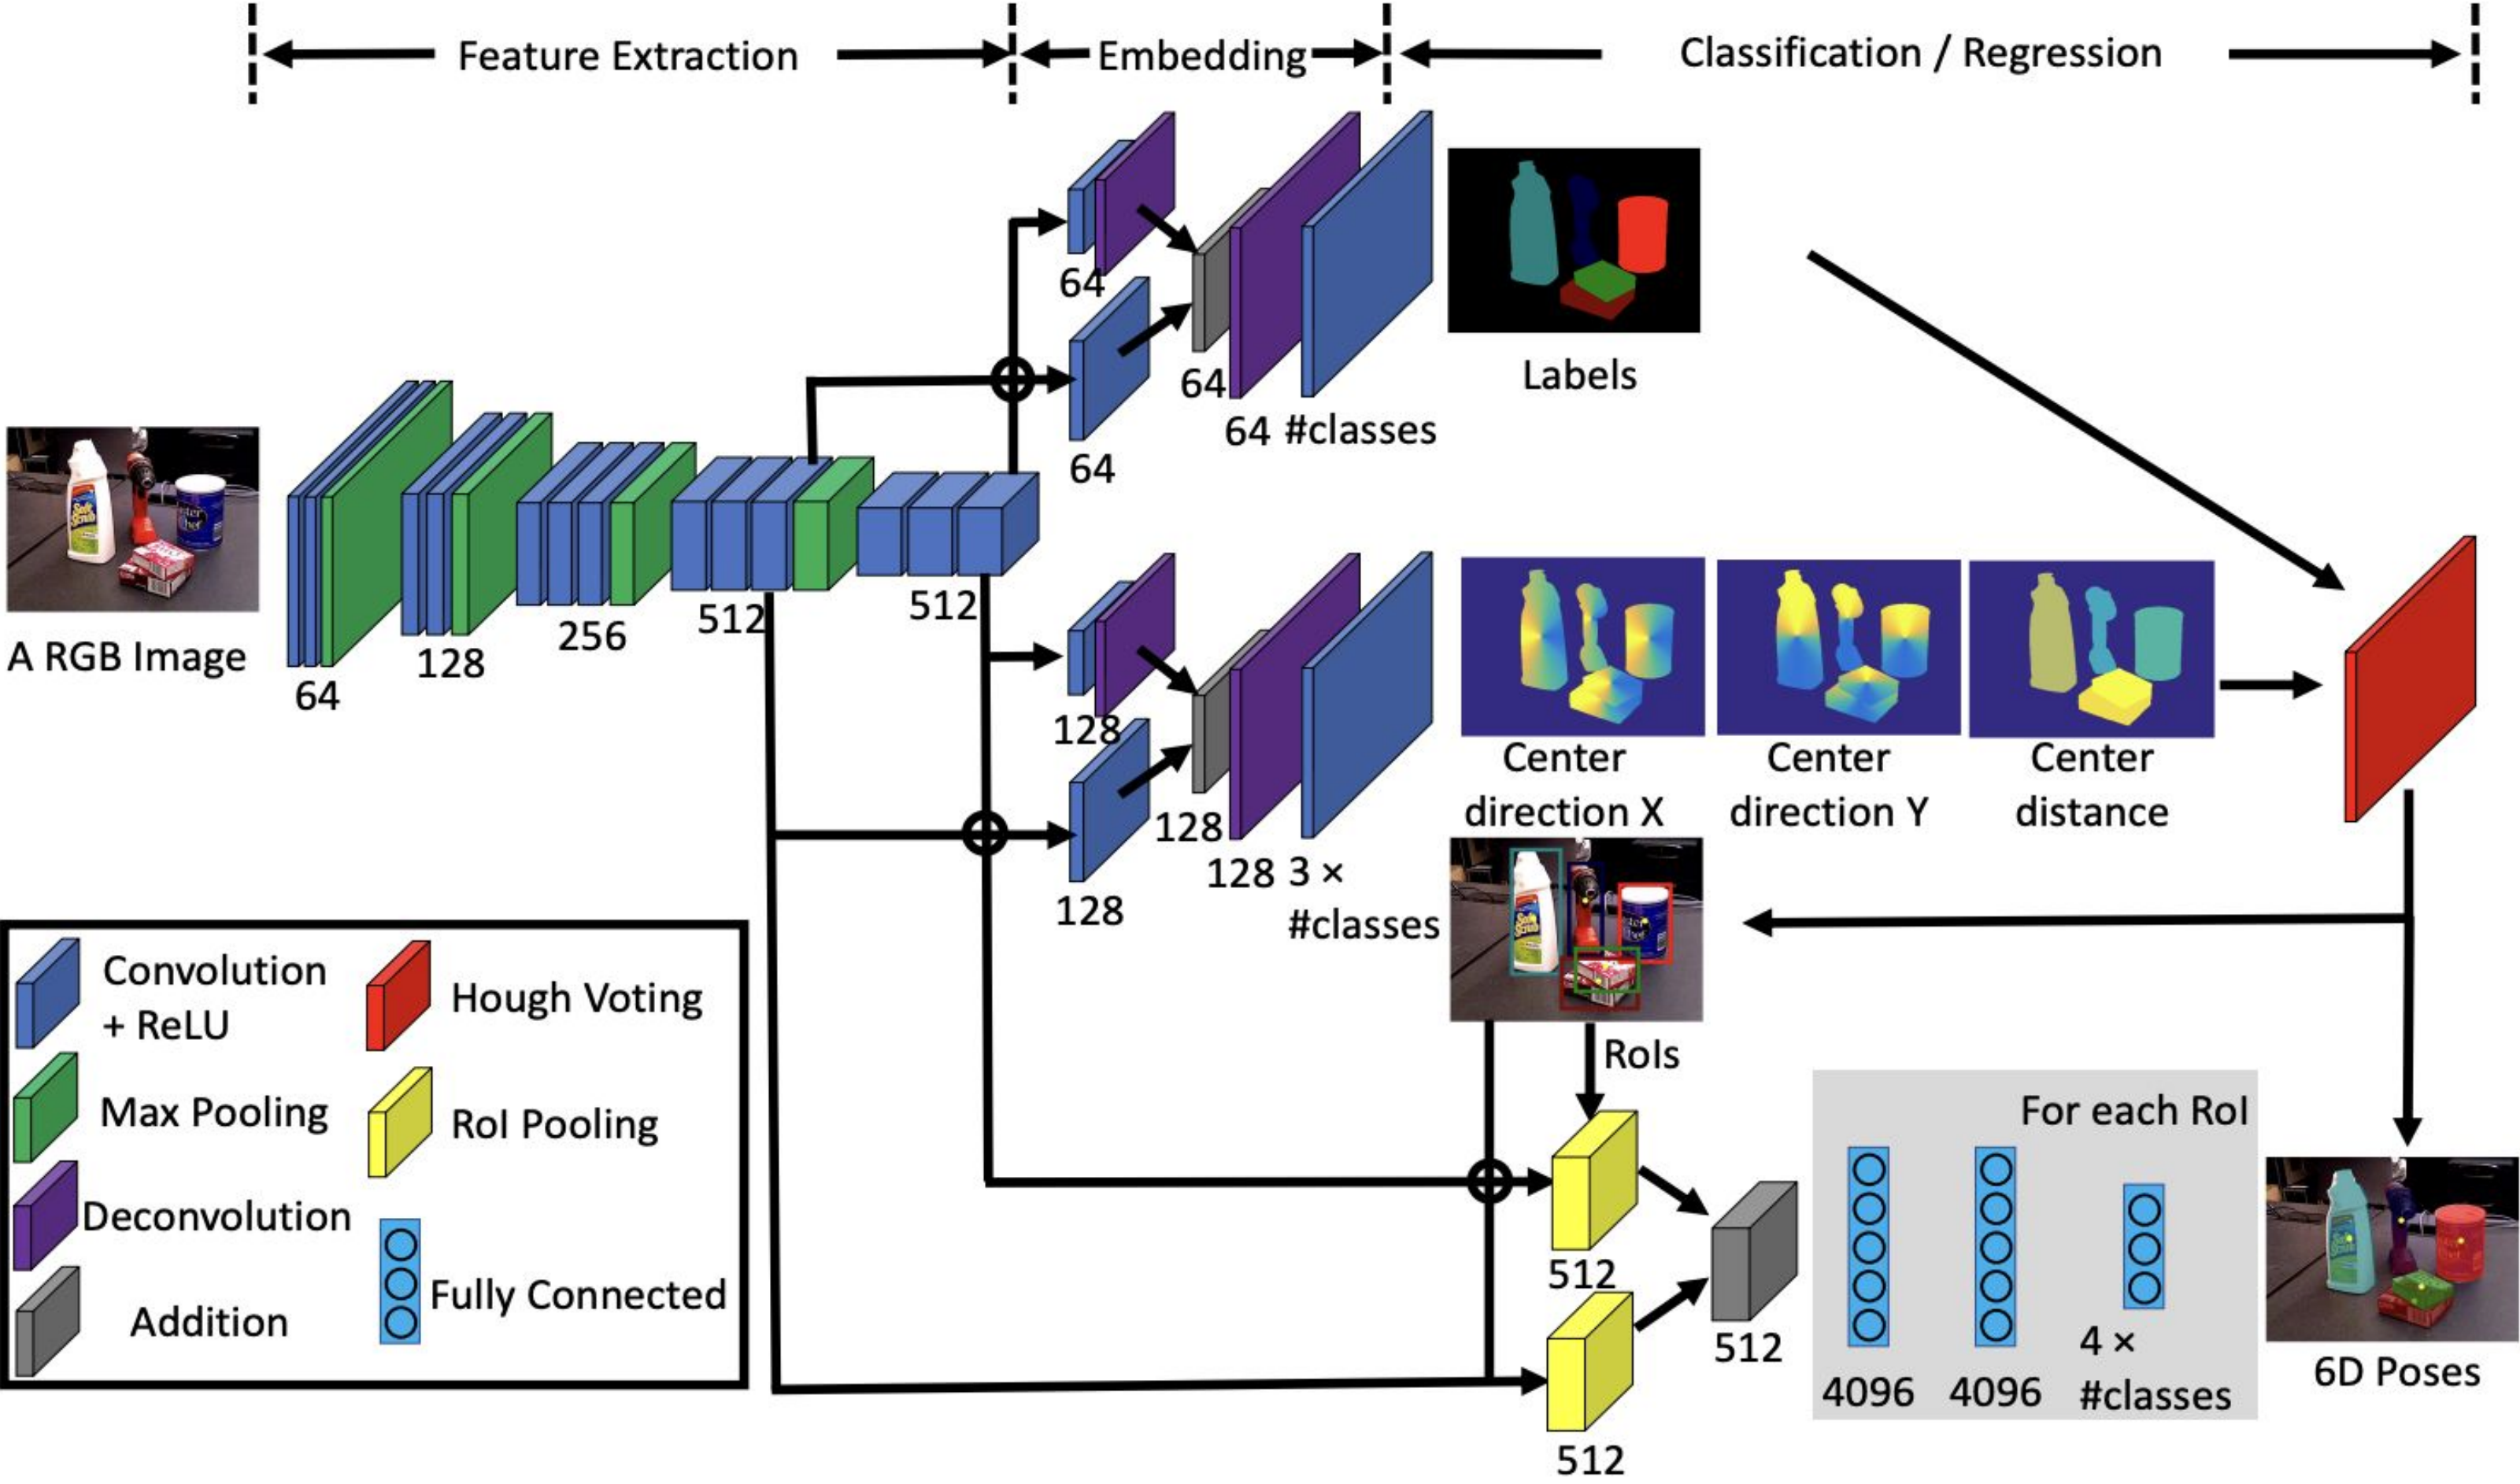 Feature Extraction
Embedding
Classification / Regression
64
64
64
64 #classes
Labels
A RGB Image
64
128
256
512
512
128
128
128
128 3 ×
#classes
Center
direction X
Center
direction Y
Center
distance
RoIs
512
512
512
For each RoI
4096
4096
4 ×
#classes
6D Poses
Convolution
+ ReLU
Max Pooling
Deconvolution
Addition
Hough Voting
RoI Pooling
Fully Connected